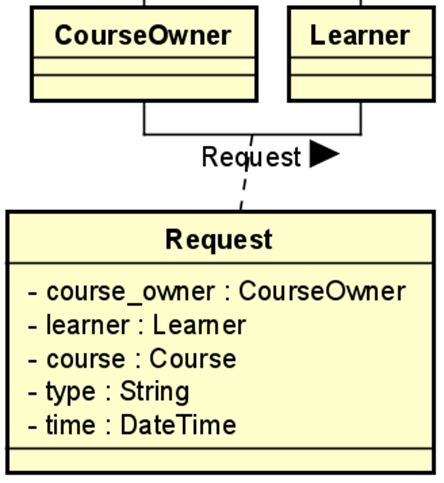 CourseOwner
Learner
Request ▶
Request
- course_owner : CourseOwner
- learner : Learner
- course : Course
- type : String
- time : DateTime